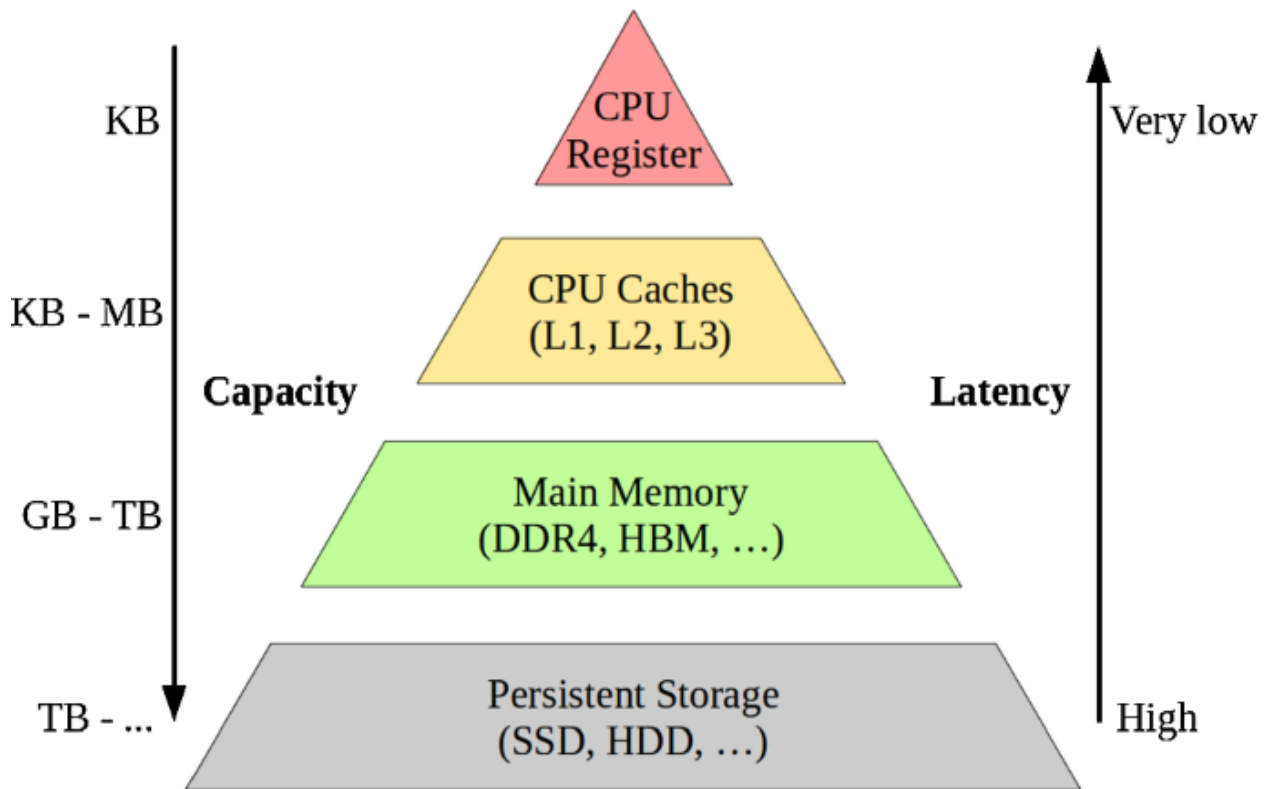 KB
CPU
Register
Very low
KB - MB
CPU Caches
(L1, L2, L3)
Capacity
Latency
GB - TB
Main Memory
(DDR4, HBM, …)
TB - ...
Persistent Storage
(SSD, HDD, …)
High